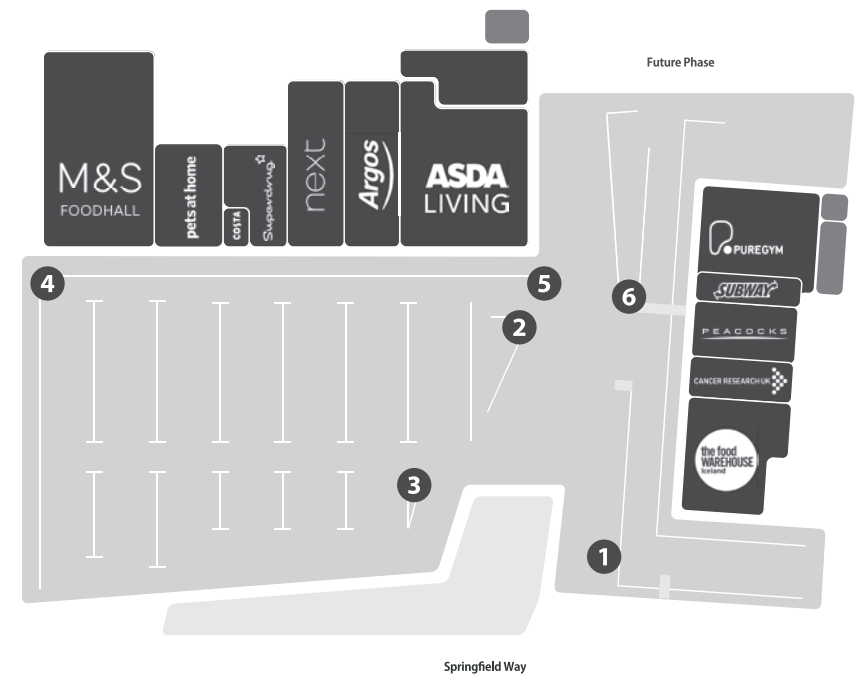 Future Phase
M&S
FOODHALL
pets at home
COSTA
Superdrug
next
Argos
ASDA
LIVING
PUREGYM
SUBWAY
PEACOCKS
CANCER RESEARCH UK
the food
WAREHOUSE
Iceland
4
5
6
2
3
1
Springfield Way